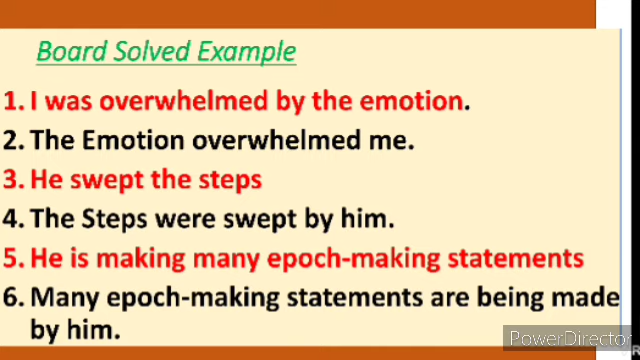 Board Solved Example
1. I was overwhelmed by the emotion.
2. The Emotion overwhelmed me.
3. He swept the steps
4. The Steps were swept by him.
5. He is making many epoch-making statements
6. Many epoch-making statements are being made
by him.
PowerDirector